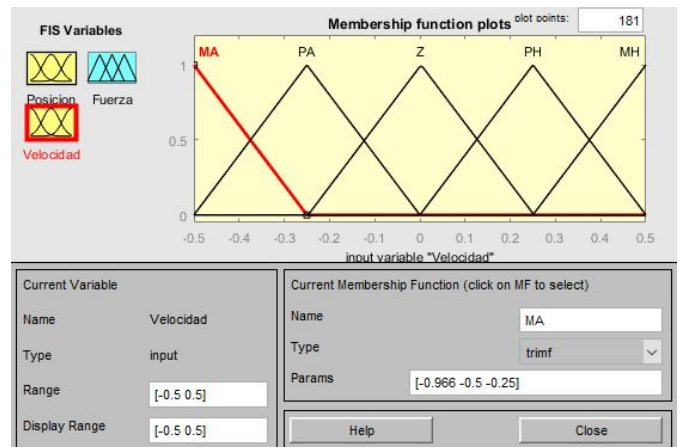 FIS Variables
Membership function plots plot points: 181
MA PA Z PH MH
Posicion Fuerza
Velocidad
1
0.5
0
-0.5 -0.4 -0.3 -0.2 -0.1 0 0.1 0.2 0.3 0.4 0.5
input variable "Velocidad"
Current Variable
Name Velocidad
Type input
Range [-0.5 0.5]
Display Range [-0.5 0.5]
Current Membership Function (click on MF to select)
Name MA
Type trimf
Params [-0.966 -0.5 -0.25]
Help Close